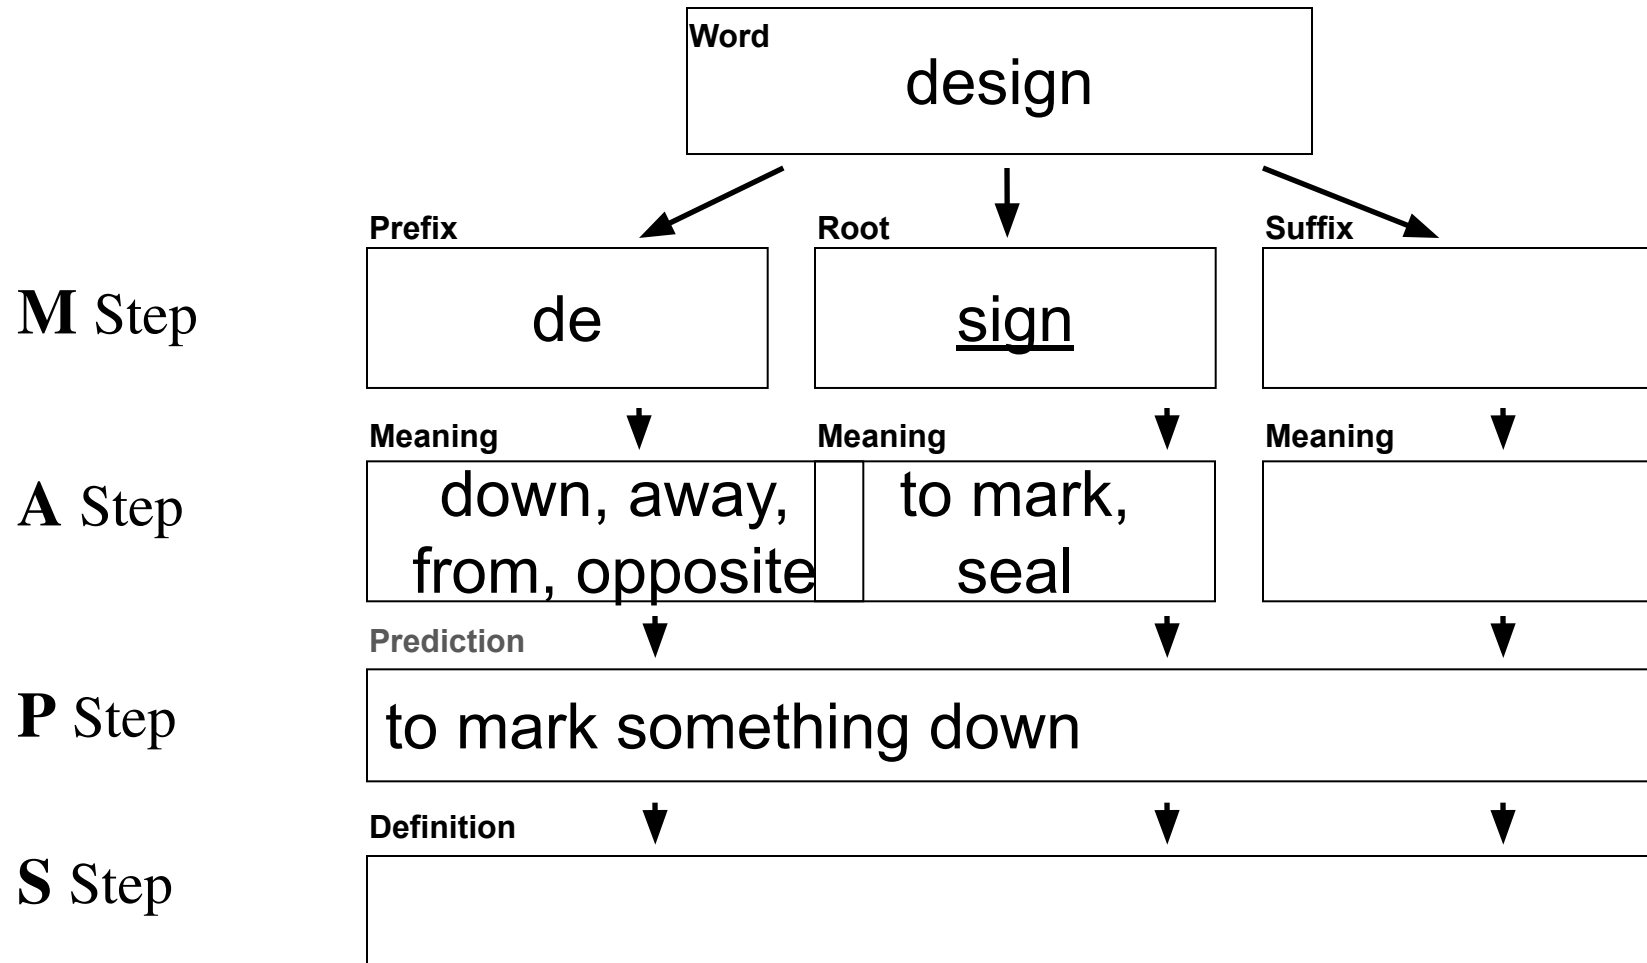 Word
design
Prefix
Root
Suffix
M Step
de
sign
Meaning
Meaning
Meaning
A Step
down, away,
from, opposite
to mark,
seal
Prediction
P Step
to mark something down
Definition
S Step